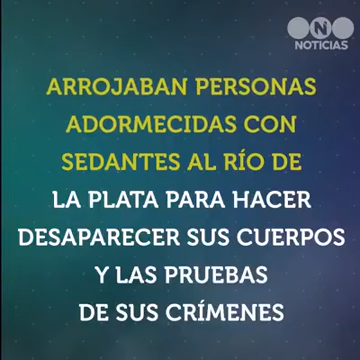 TN
NOTICIAS
ARROJABAN PERSONAS
ADORMECIDAS CON
SEDANTES AL RÍO DE
LA PLATA PARA HACER
DESAPARECER SUS CUERPOS
Y LAS PRUEBAS
DE SUS CRÍMENES